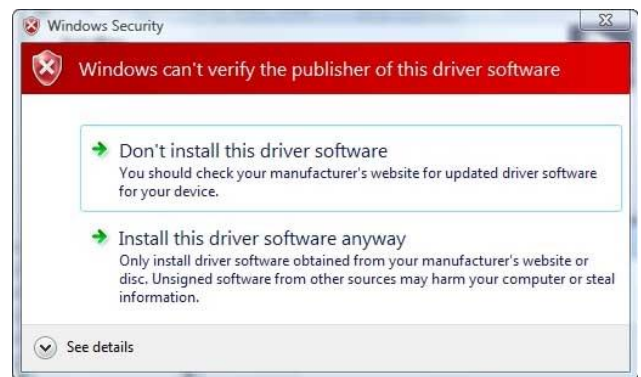 Windows Security
Windows can't verify the publisher of this driver software
Don't install this driver software
You should check your manufacturer's website for updated driver software
for your device.
Install this driver software anyway
Only install driver software obtained from your manufacturer's website or
disc. Unsigned software from other sources may harm your computer or steal
information.
See details